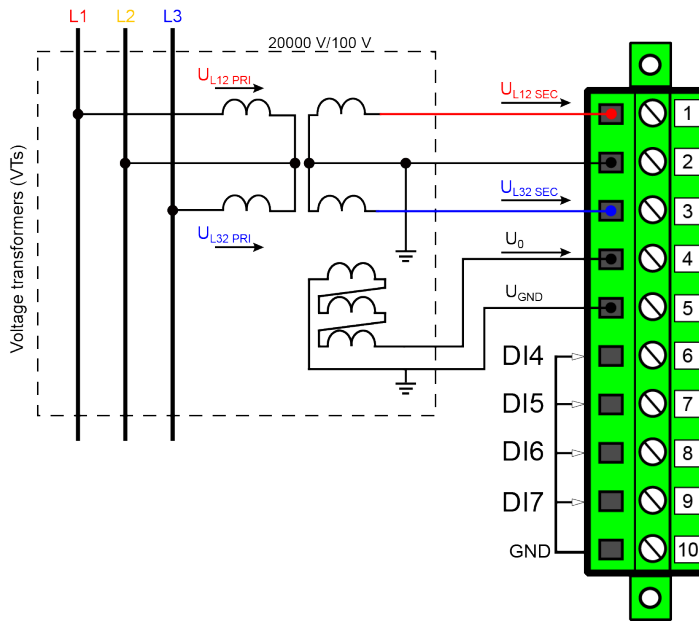 L1 L2 L3
20000 V/100 V
Voltage transformers (VTs)
UL12 PRI
UL12 SEC
UL32 SEC
UL32 PRI
U0
UGND
DI4
DI5
DI6
DI7
GND
1
2
3
4
5
6
7
8
9
10